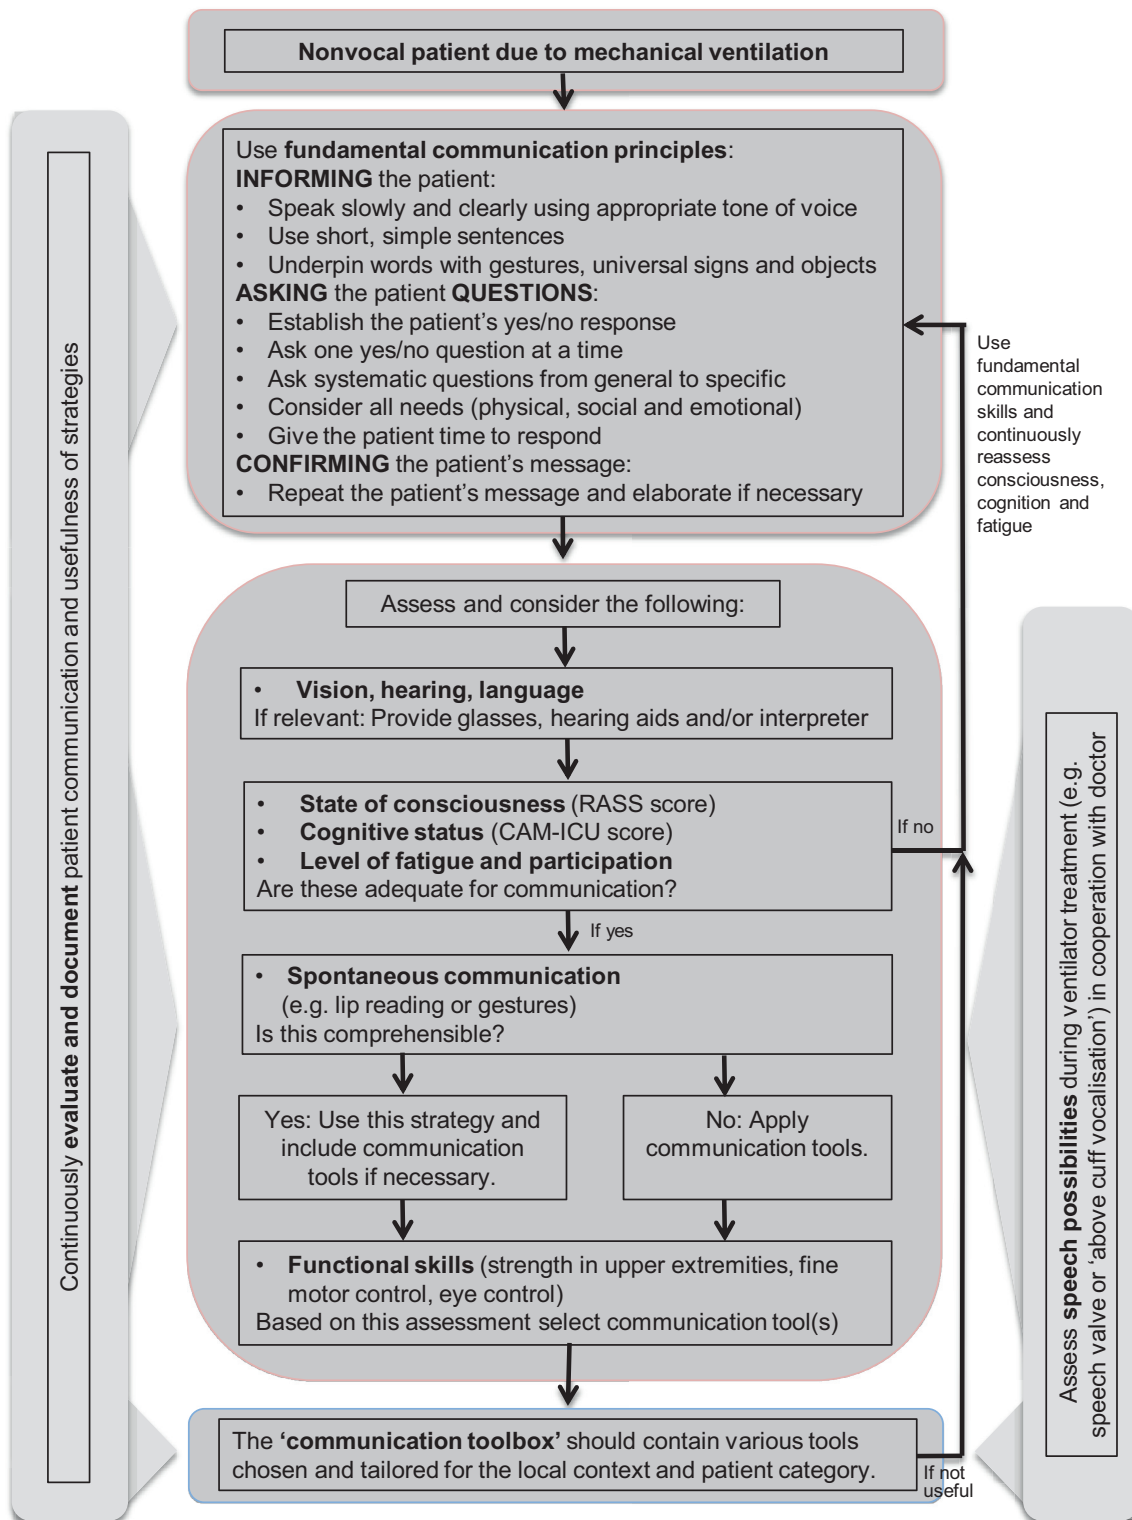 Nonvocal patient due to mechanical ventilation
Use fundamental communication principles:
INFORMING the patient:
• Speak slowly and clearly using appropriate tone of voice
• Use short, simple sentences
• Underpin words with gestures, universal signs and objects
ASKING the patient QUESTIONS:
• Establish the patient’s yes/no response
• Ask one yes/no question at a time
• Ask systematic questions from general to specific
• Consider all needs (physical, social and emotional)
• Give the patient time to respond
CONFIRMING the patient’s message:
• Repeat the patient’s message and elaborate if necessary
Use
fundamental
communication
skills and
continuously
reassess
consciousness,
cognition and
fatigue
Continuously evaluate and document patient communication and usefulness of strategies
Assess and consider the following:
• Vision, hearing, language
If relevant: Provide glasses, hearing aids and/or interpreter
• State of consciousness (RASS score)
• Cognitive status (CAM-ICU score)
• Level of fatigue and participation
Are these adequate for communication?
If no
If yes
• Spontaneous communication
(e.g. lip reading or gestures)
Is this comprehensible?
Yes: Use this strategy and
include communication
tools if necessary.
No: Apply
communication tools.
• Functional skills (strength in upper extremities, fine
motor control, eye control)
Based on this assessment select communication tool(s)
Assess speech possibilities during ventilator treatment (e.g.
speech valve or ‘above cuff vocalisation’) in cooperation with doctor
The ‘communication toolbox’ should contain various tools
chosen and tailored for the local context and patient category.
If not
useful